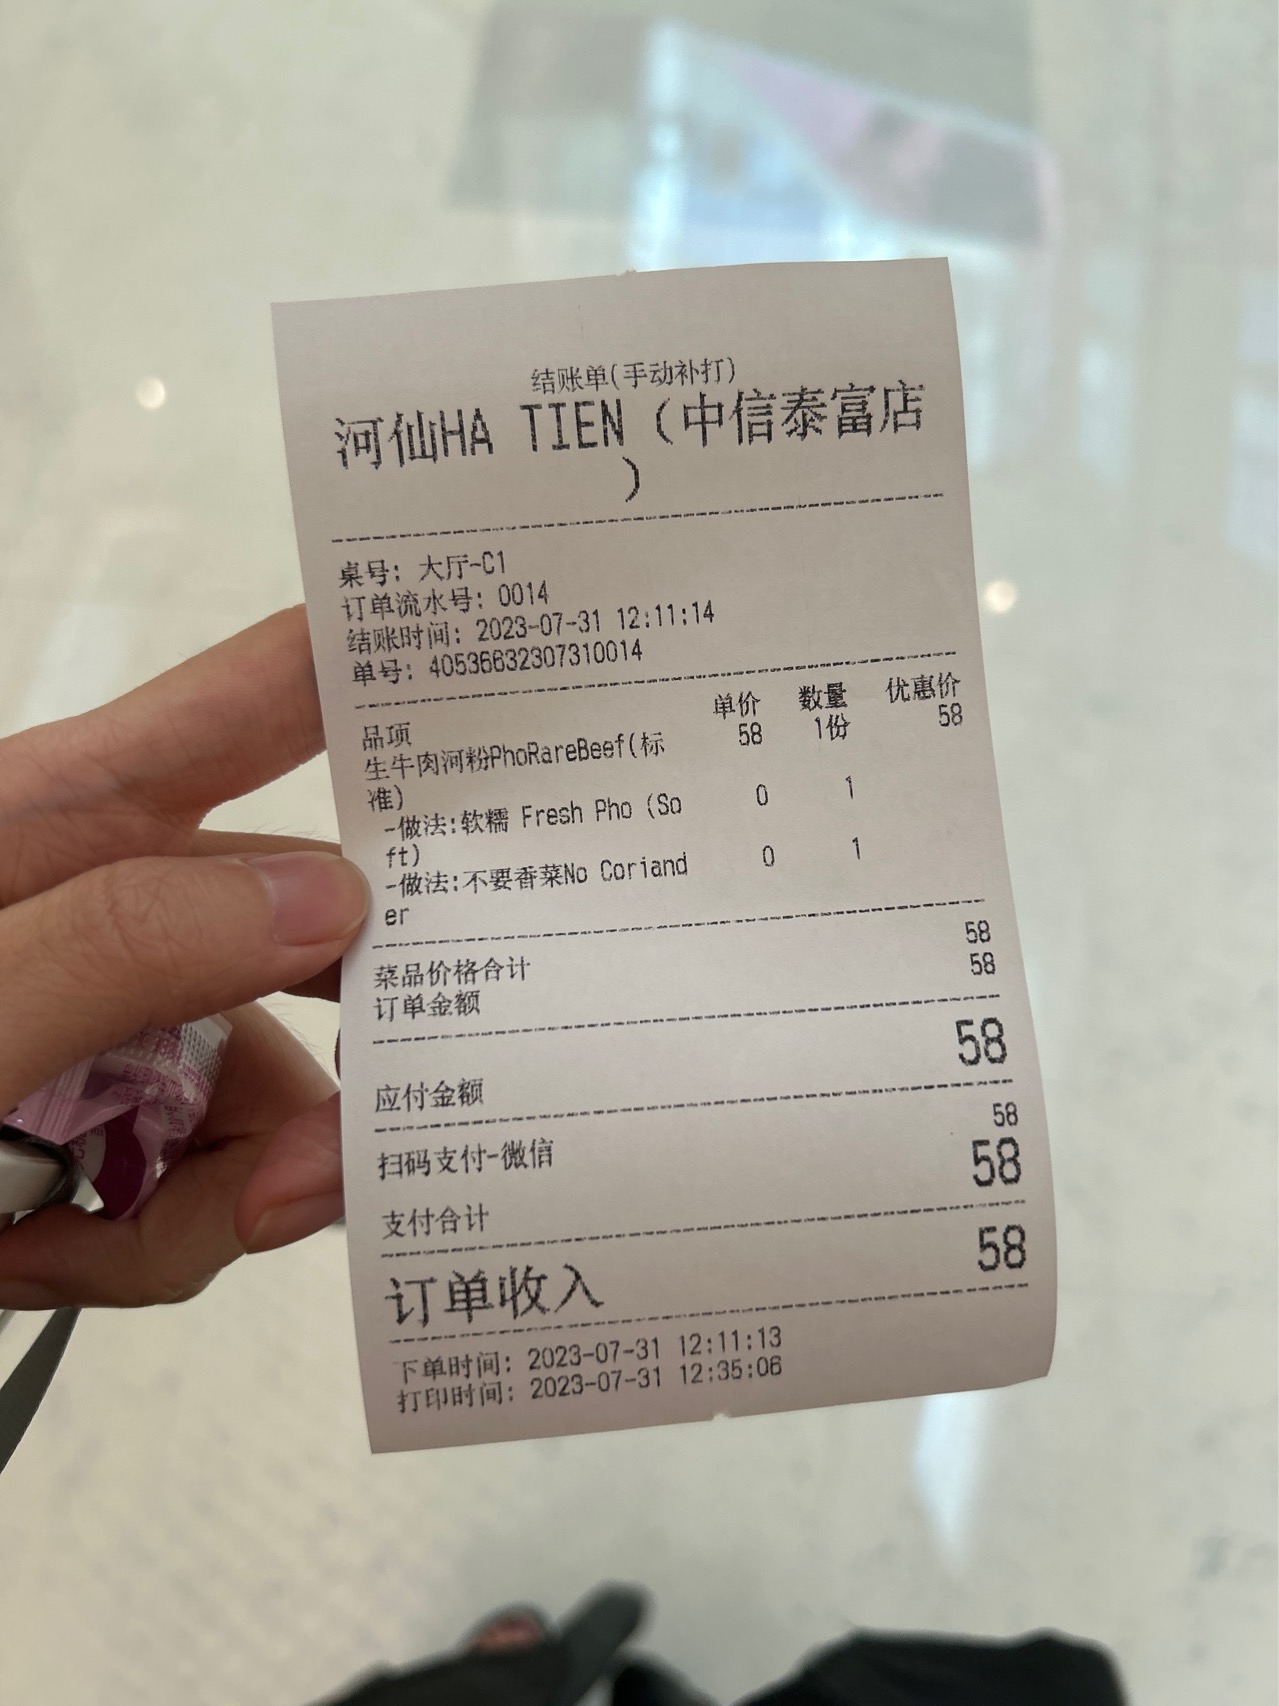 结账单(手动补打)
河仙HA TIEN（中信泰富店
）
桌号: 大厅-C1
订单流水号: 0014
结账时间: 2023-07-31 12:11:14
单号: 40536632307310014
品项 单价 数量 优惠价
生牛肉河粉PhoRareBeef(标 58 1份 58
准)
-做法:软糯 Fresh Pho (So 0 1
ft)
-做法:不要香菜No Coriand 0 1
er
菜品价格合计 58
订单金额 58
应付金额 58
扫码支付-微信 58
支付合计 58
订单收入 58
下单时间: 2023-07-31 12:11:13
打印时间: 2023-07-31 12:35:06